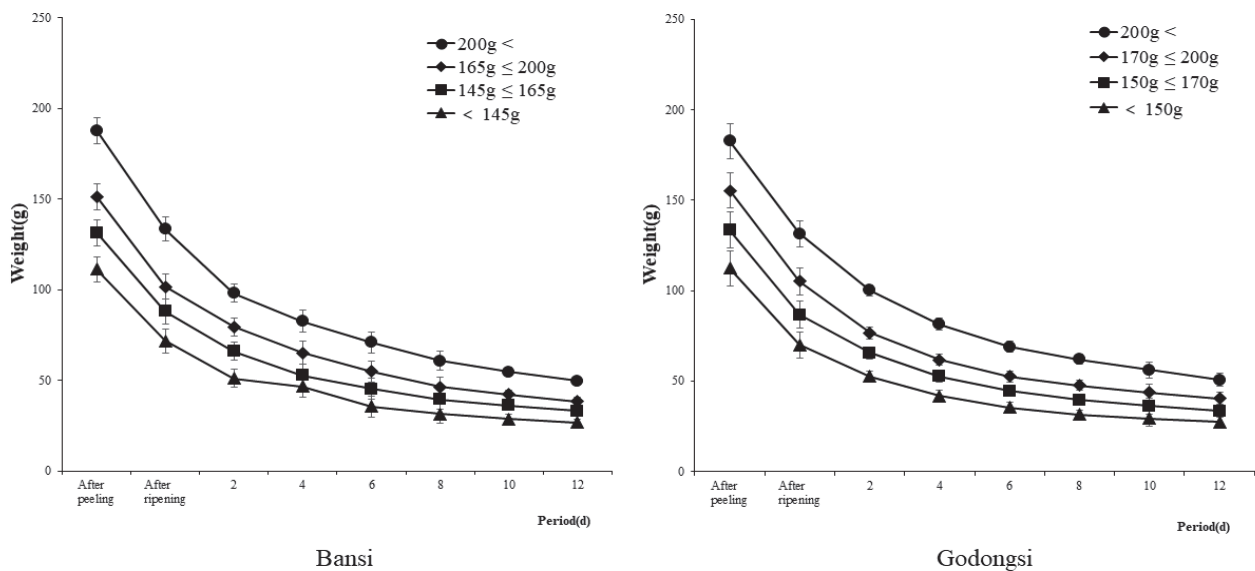 250
200
150
100
50
0
Weight(g)
200g <
165g ≤ 200g
145g ≤ 165g
< 145g
After peeling
After ripening
2
4
6
8
10
12
Period(d)
Bansi
250
200
150
100
50
0
Weight(g)
200g <
170g ≤ 200g
150g ≤ 170g
< 150g
After peeling
After ripening
2
4
6
8
10
12
Period(d)
Godongsi